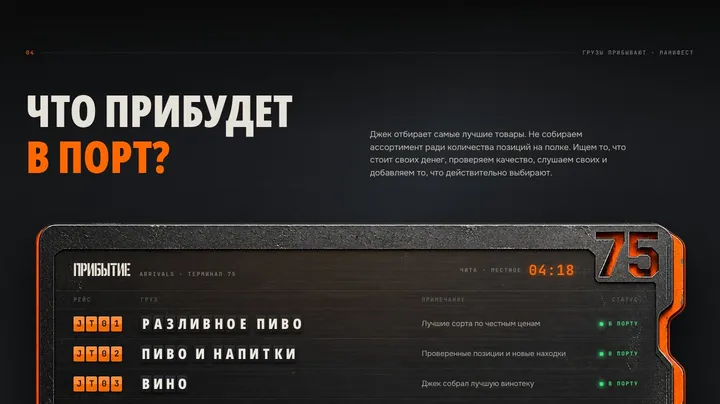 04
ГРУЗЫ ПРИБЫВАЮТ · МАНИФЕСТ
ЧТО ПРИБУДЕТ
В ПОРТ?
Джек отбирает самые лучшие товары. Не собираем
ассортимент ради количества позиций на полке. Ищем то, что
стоит своих денег, проверяем качество, слушаем своих и
добавляем то, что действительно выбирают.
75
ПРИБЫТИЕ
ARRIVALS · ТЕРМИНАЛ 75
ЧИТА · МЕСТНОЕ 04:18
РЕЙС ГРУЗ ПРИМЕЧАНИЕ СТАТУС
JT01 РАЗЛИВНОЕ ПИВО Лучшие сорта по честным ценам В ПОРТУ
JT02 ПИВО И НАПИТКИ Проверенные позиции и новые находки В ПОРТУ
JT03 ВИНО Джек собрал лучшую винотеку В ПОРТУ